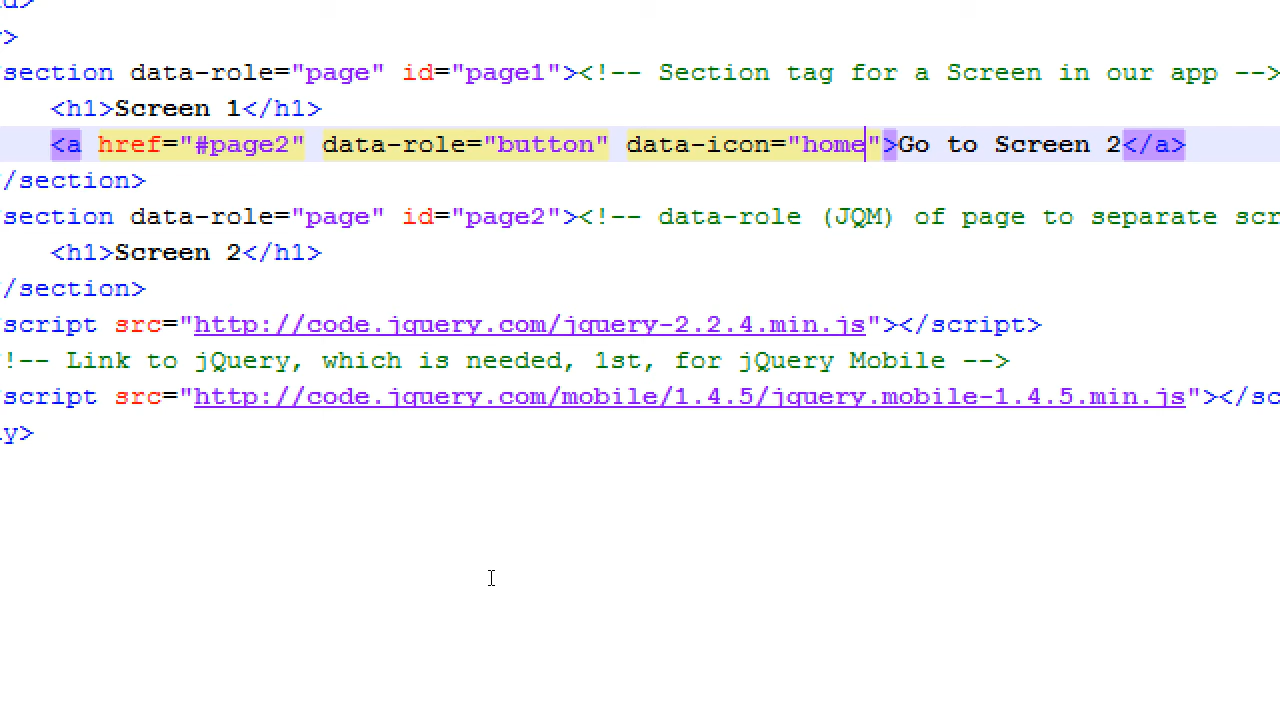 d>
>
section data-role="page" id="page1"><!-- Section tag for a Screen in our app -->
<h1>Screen 1</h1>
<a href="#page2" data-role="button" data-icon="home">Go to Screen 2</a>
/section>
section data-role="page" id="page2"><!-- data-role (JQM) of page to separate scr
<h1>Screen 2</h1>
/section>
script src="http://code.jquery.com/jquery-2.2.4.min.js"></script>
!-- Link to jQuery, which is needed, 1st, for jQuery Mobile -->
script src="http://code.jquery.com/mobile/1.4.5/jquery.mobile-1.4.5.min.js"></sc
y>